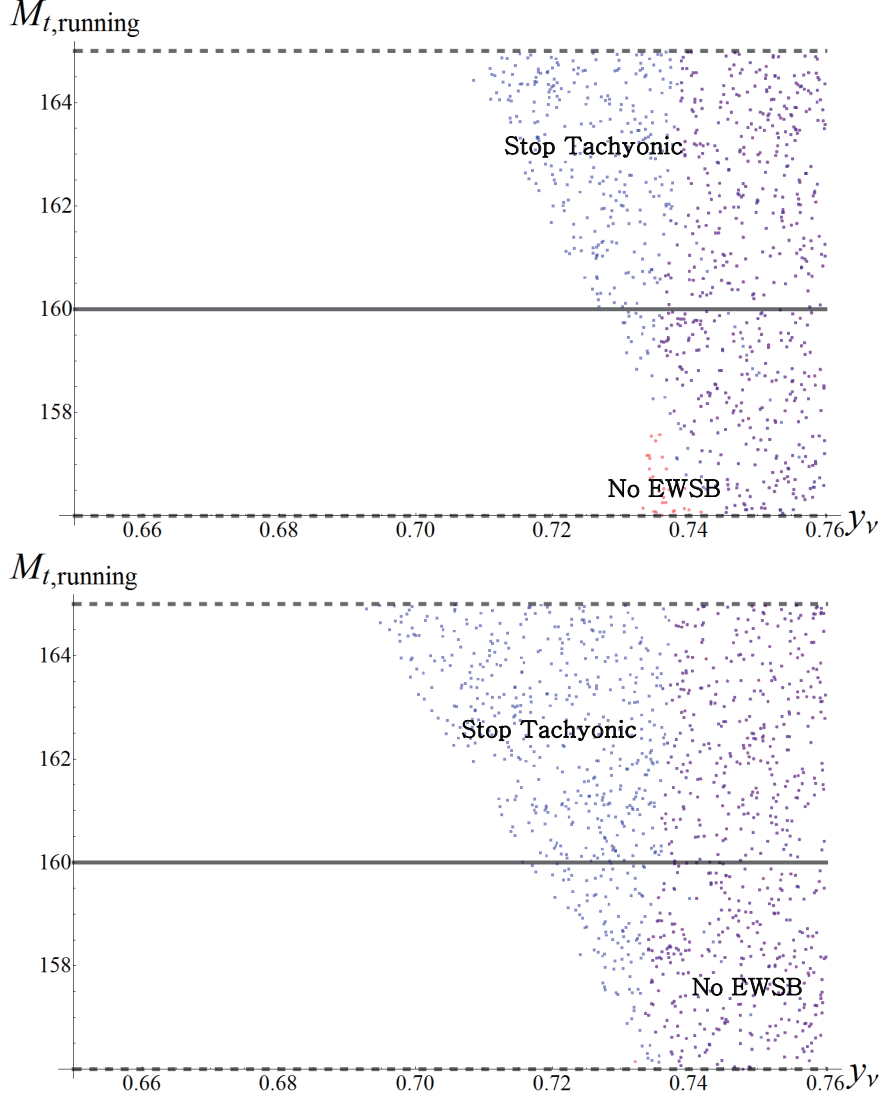 M_{t,running}
164
Stop Tachyonic
162
160
158
No EWSB
0.66 0.68 0.70 0.72 0.74 0.76 y_ν
M_{t,running}
164
Stop Tachyonic
162
160
158
No EWSB
0.66 0.68 0.70 0.72 0.74 0.76 y_ν